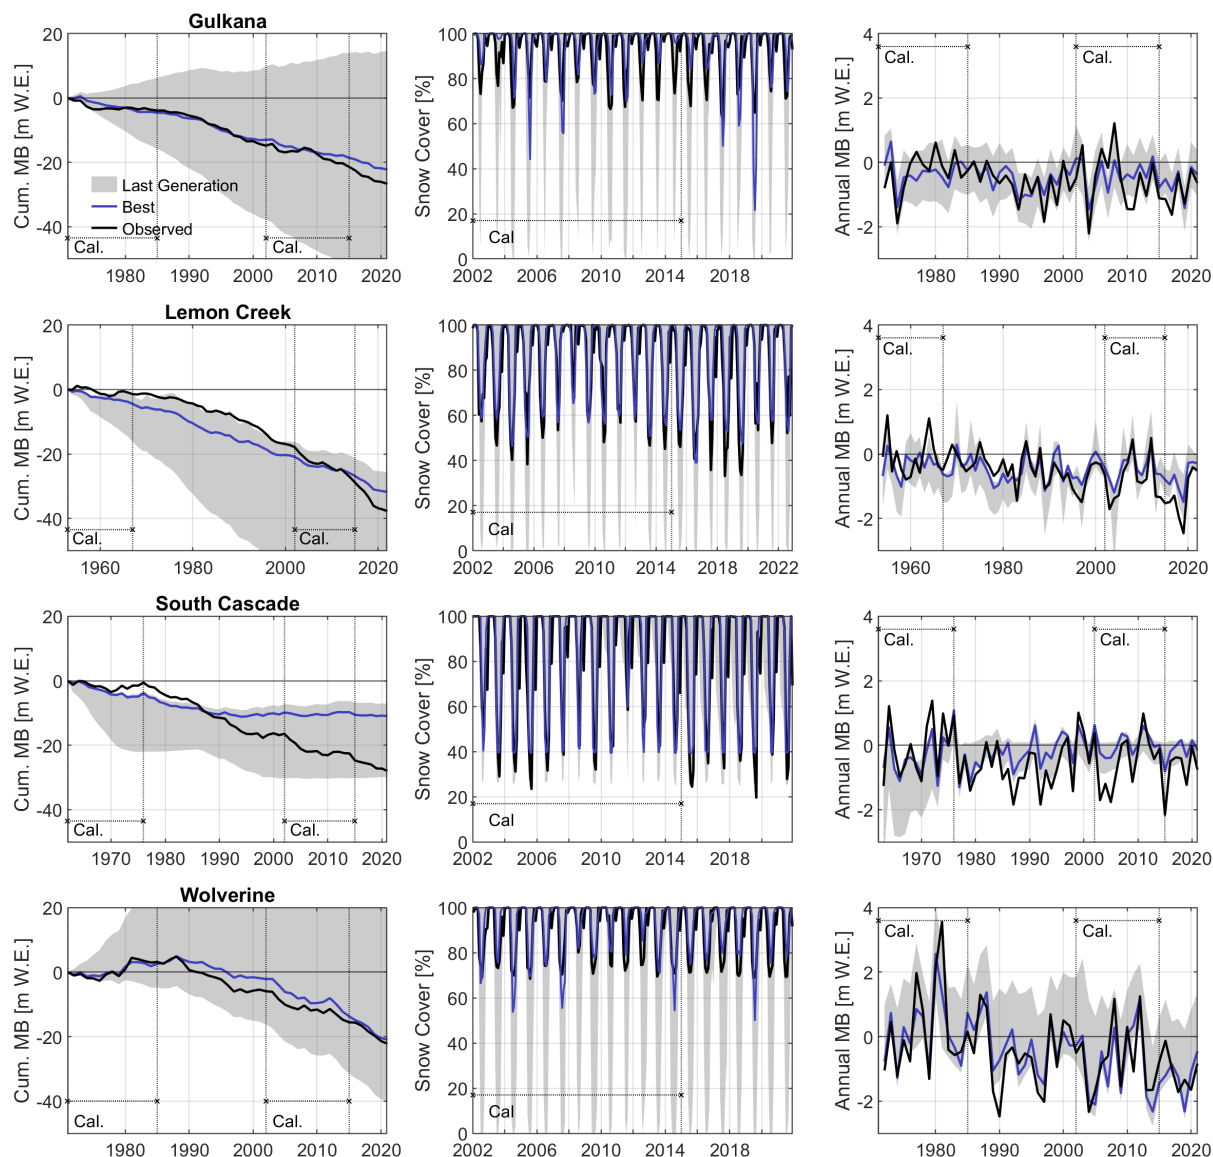 Gulkana
Cum. MB [m W.E.]
20
0
-20
-40
Last Generation
Best
Observed
Cal.
Cal.
1980 1990 2000 2010 2020
Snow Cover [%]
100
80
60
40
20
0
Cal
2002 2006 2010 2014 2018
Annual MB [m W.E.]
4
2
0
-2
Cal.
Cal.
1980 1990 2000 2010 2020
Lemon Creek
Cum. MB [m W.E.]
20
0
-20
-40
Cal.
Cal.
1960 1980 2000 2020
Snow Cover [%]
100
80
60
40
20
0
Cal
2002 2006 2010 2014 2018 2022
Annual MB [m W.E.]
4
2
0
-2
Cal.
Cal.
1960 1980 2000 2020
South Cascade
Cum. MB [m W.E.]
20
0
-20
-40
Cal.
Cal.
1970 1980 1990 2000 2010 2020
Snow Cover [%]
100
80
60
40
20
0
Cal
2002 2006 2010 2014 2018
Annual MB [m W.E.]
4
2
0
-2
Cal.
Cal.
1970 1980 1990 2000 2010 2020
Wolverine
Cum. MB [m W.E.]
20
0
-20
-40
Cal.
Cal.
1980 1990 2000 2010 2020
Snow Cover [%]
100
80
60
40
20
0
Cal
2002 2006 2010 2014 2018
Annual MB [m W.E.]
4
2
0
-2
Cal.
Cal.
1980 1990 2000 2010 2020